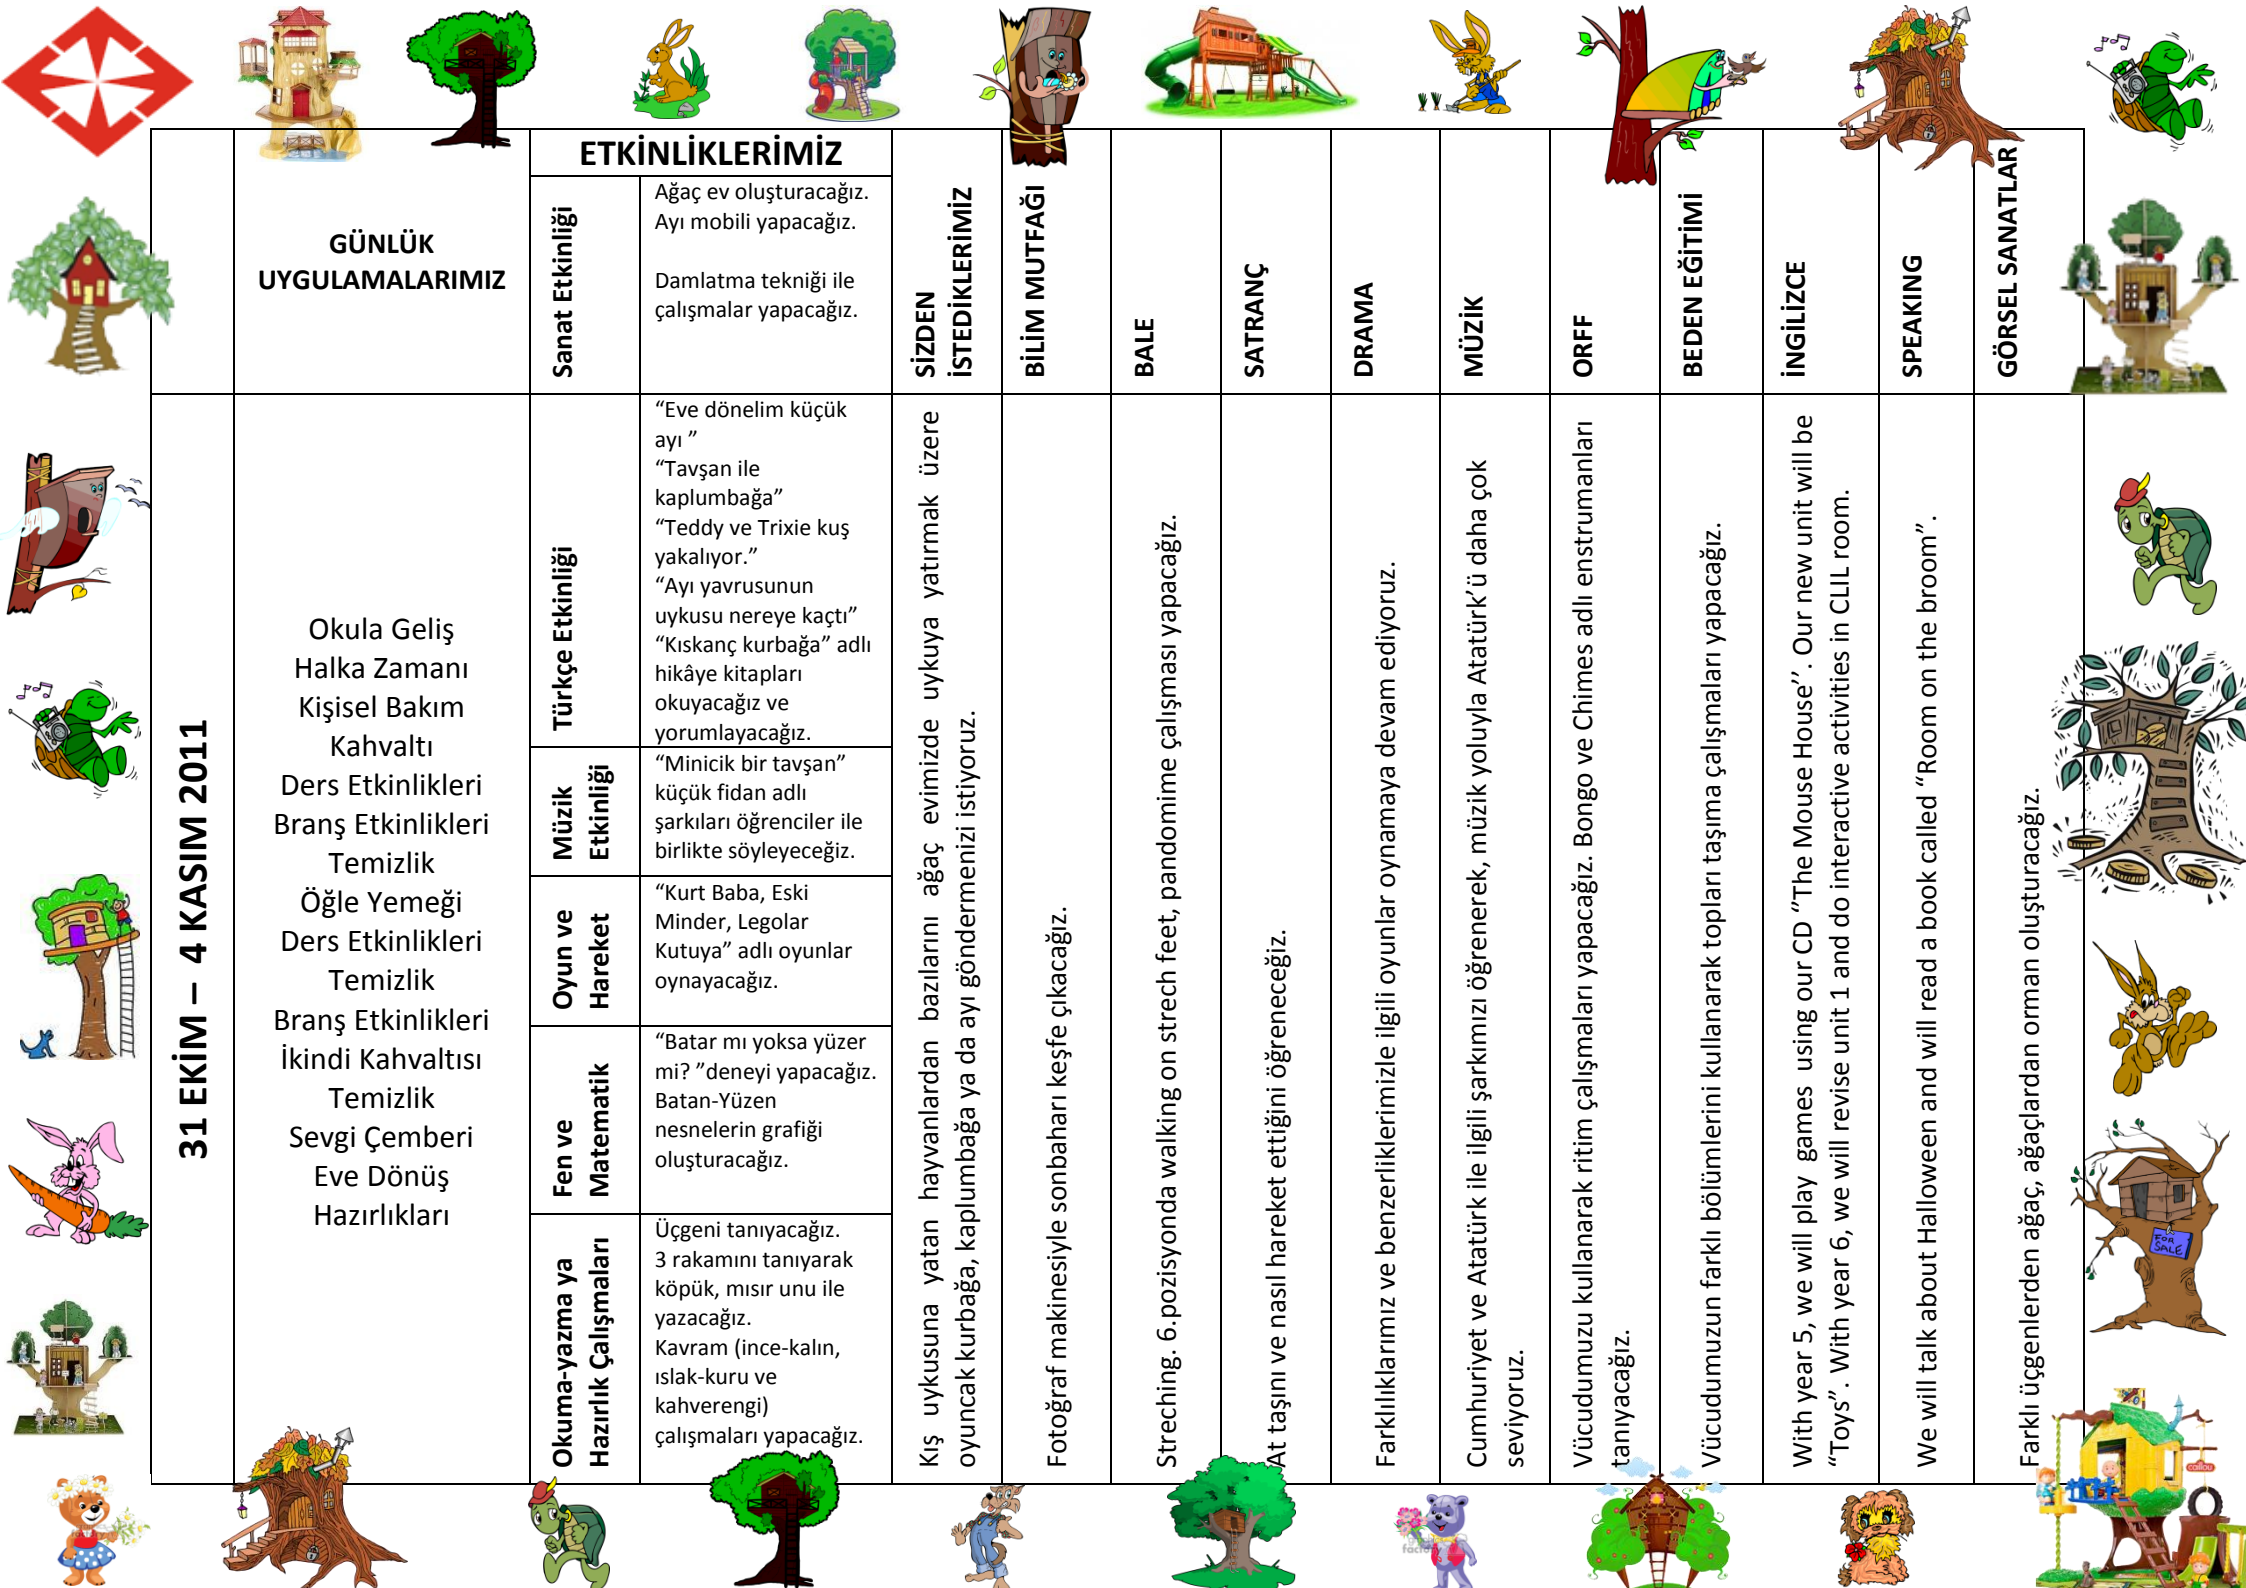 ETKİNLİKLERİMİZ
GÜNLÜK
UYGULAMALARIMIZ
Sanat Etkinliği
Ağaç ev oluşturacağız.
Ayı mobili yapacağız.
Damlatma tekniği ile
çalışmalar yapacağız.
SİZDEN
İSTEDİKLERİMİZ
BİLİM MUTFAĞI
BALE
SATRANÇ
DRAMA
MÜZİK
ORFF
BEDEN EĞİTİMİ
İNGİLİZCE
SPEAKING
GÖRSEL SANATLAR
31 EKİM – 4 KASIM 2011
Okula Geliş
Halka Zamanı
Kişisel Bakım
Kahvaltı
Ders Etkinlikleri
Branş Etkinlikleri
Temizlik
Öğle Yemeği
Ders Etkinlikleri
Temizlik
Branş Etkinlikleri
İkindi Kahvaltısı
Temizlik
Sevgi Çemberi
Eve Dönüş
Hazırlıkları
Türkçe Etkinliği
“Eve dönelim küçük
ayı ”
“Tavşan ile
kaplumbağa”
“Teddy ve Trixie kuş
yakalıyor.”
“Ayı yavrusunun
uykusu nereye kaçtı”
“Kıskanç kurbağa” adlı
hikâye kitapları
okuyacağız ve
yorumlayacağız.
Müzik
Etkinliği
“Minicik bir tavşan”
küçük fidan adlı
şarkıları öğrenciler ile
birlikte söyleyeceğiz.
Oyun ve
Hareket
“Kurt Baba, Eski
Minder, Legolar
Kutuya” adlı oyunlar
oynayacağız.
Fen ve
Matematik
“Batar mı yoksa yüzer
mi? ”deneyi yapacağız.
Batan-Yüzen
nesnelerin grafiği
oluşturacağız.
Okuma-yazma ya
Hazırlık Çalışmaları
Üçgeni tanıyacağız.
3 rakamını tanıyarak
köpük, mısır unu ile
yazacağız.
Kavram (ince-kalın,
ıslak-kuru ve
kahverengi)
çalışmaları yapacağız.
Kış uykusuna yatan hayvanlardan bazılarını ağaç evimizde uykuya yatırmak üzere
oyuncak kurbağa, kaplumbağa ya da ayı göndermenizi istiyoruz.
Fotoğraf makinesiyle sonbaharı keşfe çıkacağız.
Streching. 6.pozisyonda walking on strech feet, pandomime çalışması yapacağız.
At taşını ve nasıl hareket ettiğini öğreneceğiz.
Farklılıklarımız ve benzerliklerimizle ilgili oyunlar oynamaya devam ediyoruz.
Cumhuriyet ve Atatürk ile ilgili şarkımızı öğrenerek, müzik yoluyla Atatürk’ü daha çok
seviyoruz.
Vücudumuzu kullanarak ritim çalışmaları yapacağız. Bongo ve Chimes adlı enstrumanları
tanıyacağız.
Vücudumuzun farklı bölümlerini kullanarak topları taşıma çalışmaları yapacağız.
With year 5, we will play games using our CD ‘’The Mouse House’’. Our new unit will be
“Toys”. With year 6, we will revise unit 1 and do interactive activities in CLIL room.
We will talk about Halloween and will read a book called “Room on the broom”.
Farklı üçgenlerden ağaç, ağaçlardan orman oluşturacağız.
FOR
SALE
caillou